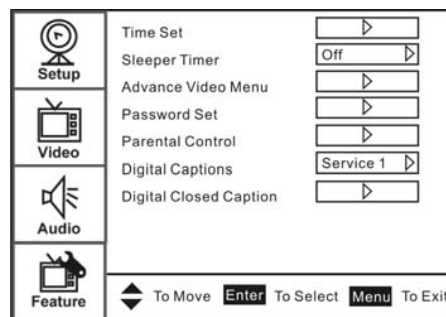 Setup
Video
Audio
Feature
Time Set
Sleeper Timer Off
Advance Video Menu
Password Set
Parental Control
Digital Captions Service 1
Digital Closed Caption
To Move Enter To Select Menu To Exit